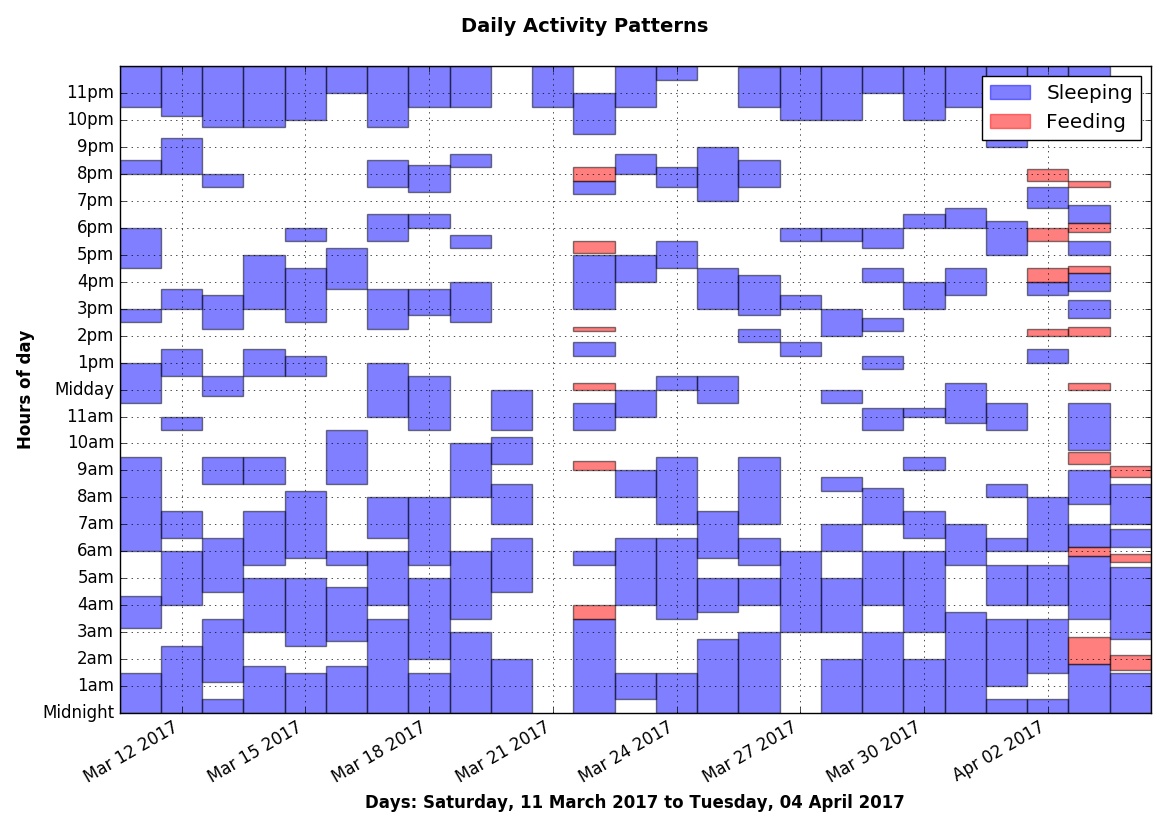 Daily Activity Patterns
Sleeping
Feeding
Hours of day
11pm
10pm
9pm
8pm
7pm
6pm
5pm
4pm
3pm
2pm
1pm
Midday
11am
10am
9am
8am
7am
6am
5am
4am
3am
2am
1am
Midnight
Mar 12 2017
Mar 15 2017
Mar 18 2017
Mar 21 2017
Mar 24 2017
Mar 27 2017
Mar 30 2017
Apr 02 2017
Days: Saturday, 11 March 2017 to Tuesday, 04 April 2017